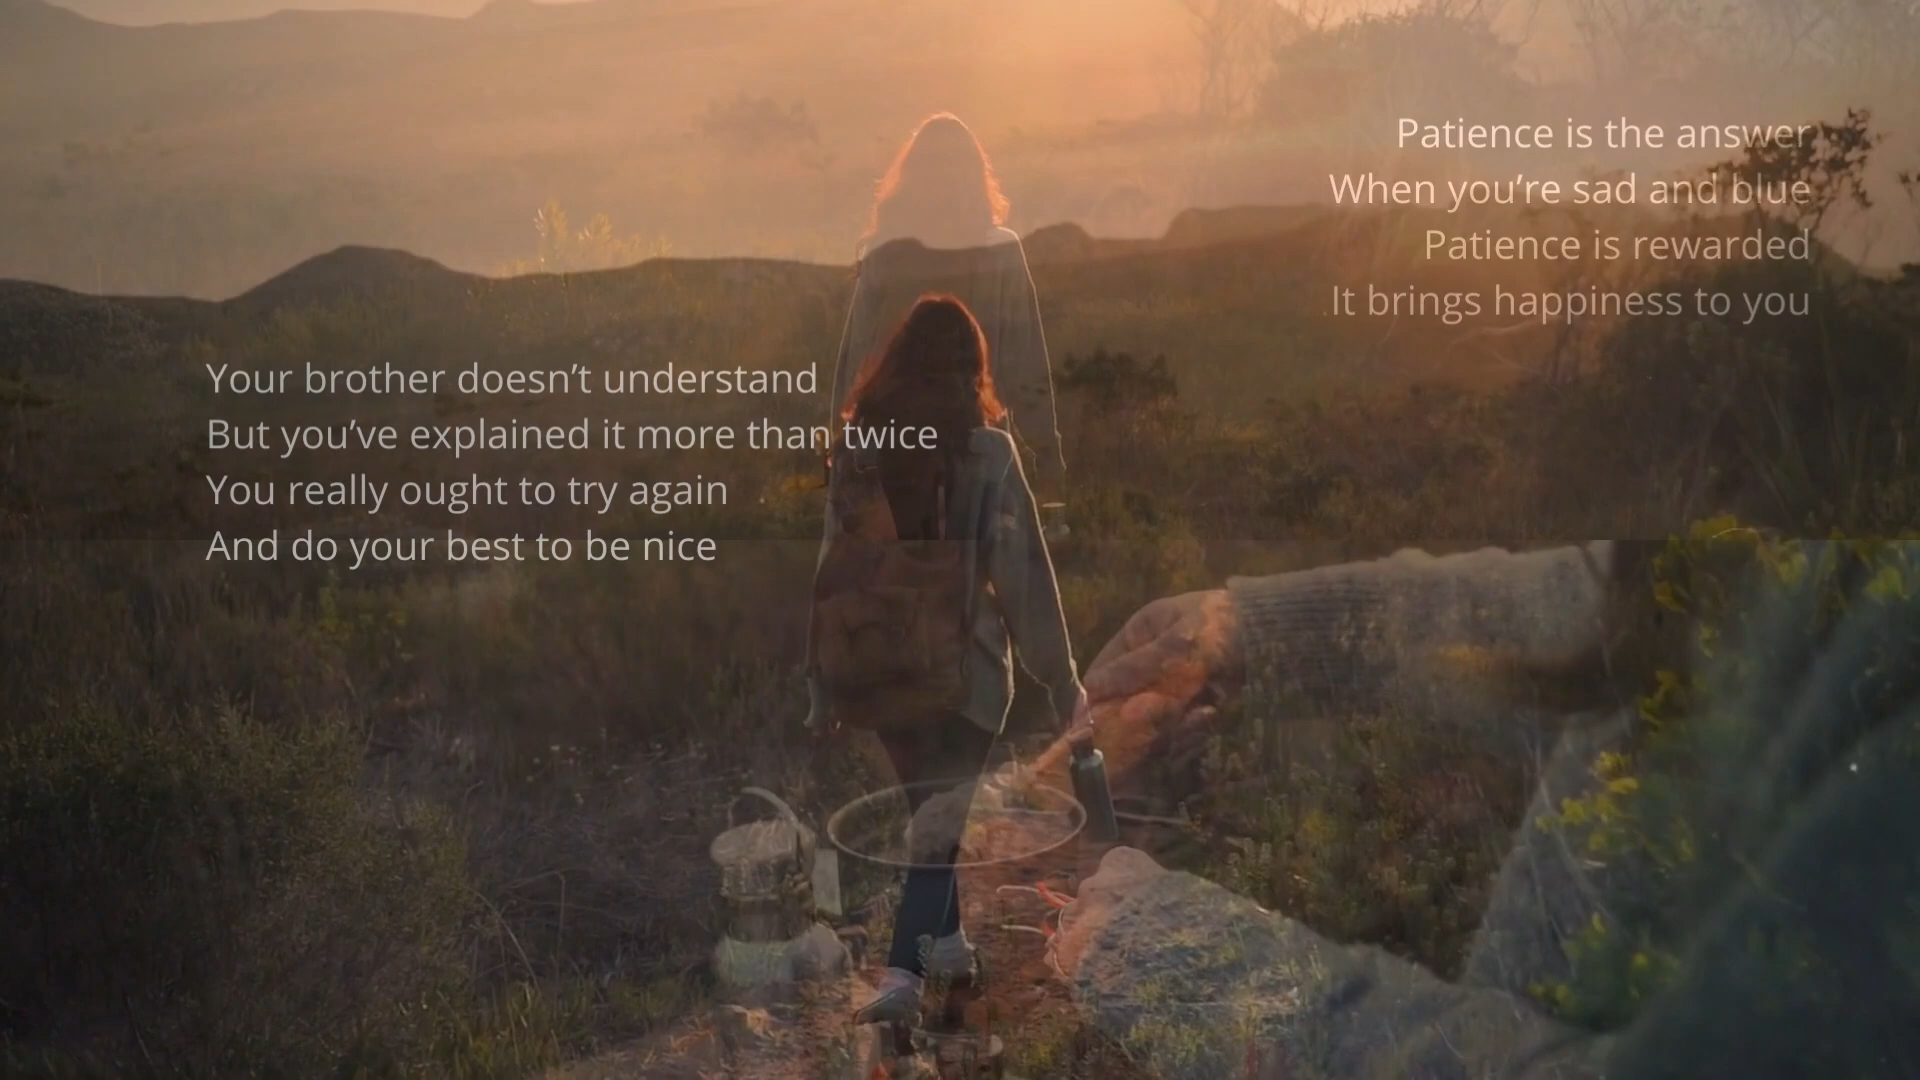 Patience is the answer
When you’re sad and blue
Patience is rewarded
It brings happiness to you
Your brother doesn’t understand
But you’ve explained it more than twice
You really ought to try again
And do your best to be nice